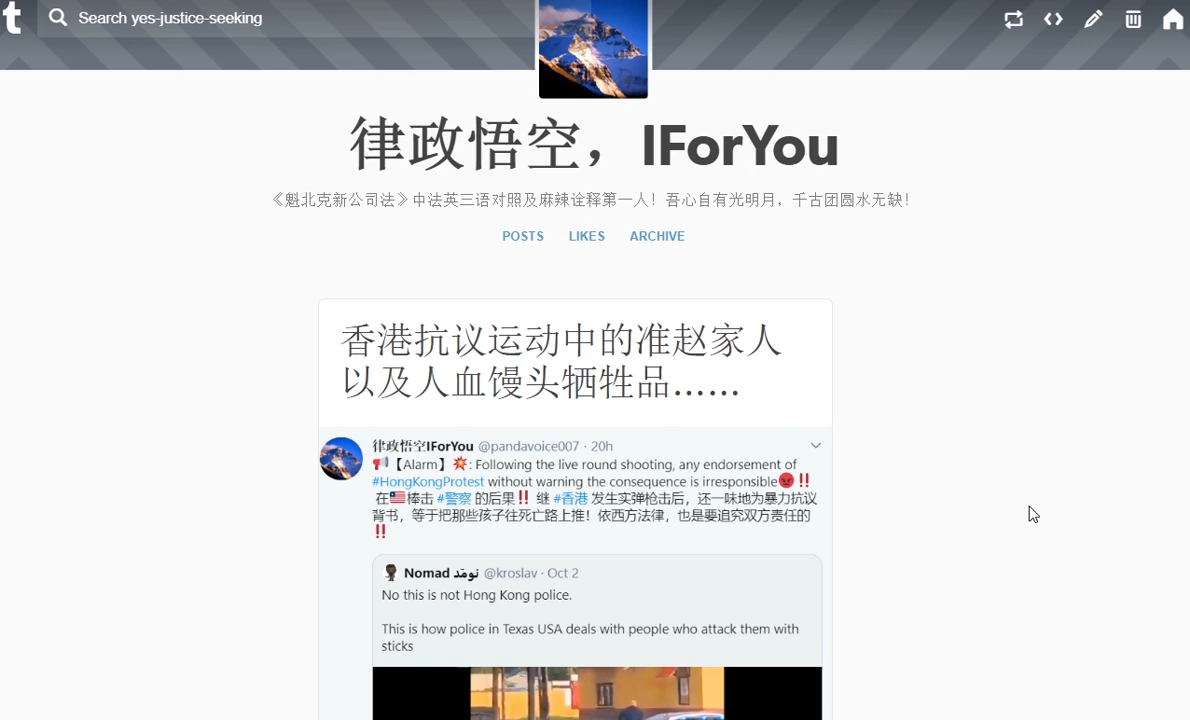 t
Search yes-justice-seeking
律政悟空，IForYou
《魁北克新公司法》中法英三语对照及麻辣诠释第一人！吾心自有光明月，千古团圆水无缺！
POSTS LIKES ARCHIVE
香港抗议运动中的准赵家人
以及人血馒头牺牲品……
律政悟空IForYou @pandavoice007 · 20h
📢【Alarm】💥: Following the live round shooting, any endorsement of
#HongKongProtest without warning the consequence is irresponsible😡‼
在🇺🇸棒击 #警察 的后果‼ 继 #香港 发生实弹枪击后，还一味地为暴力抗议
背书，等于把那些孩子往死亡路上推！依西方法律，也是要追究双方责任的
‼
Nomad نومَد @kroslav · Oct 2
No this is not Hong Kong police.
This is how police in Texas USA deals with people who attack them with
sticks